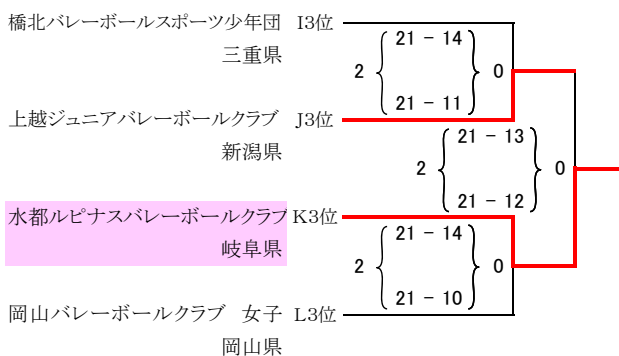 橋北バレーボールスポーツ少年団 I3位
三重県
21 - 14
2 0
21 - 11
上越ジュニアバレーボールクラブ J3位
新潟県
21 - 13
2 0
21 - 12
水都ルピナスバレーボールクラブ K3位
岐阜県
21 - 14
2 0
21 - 10
岡山バレーボールクラブ 女子 L3位
岡山県